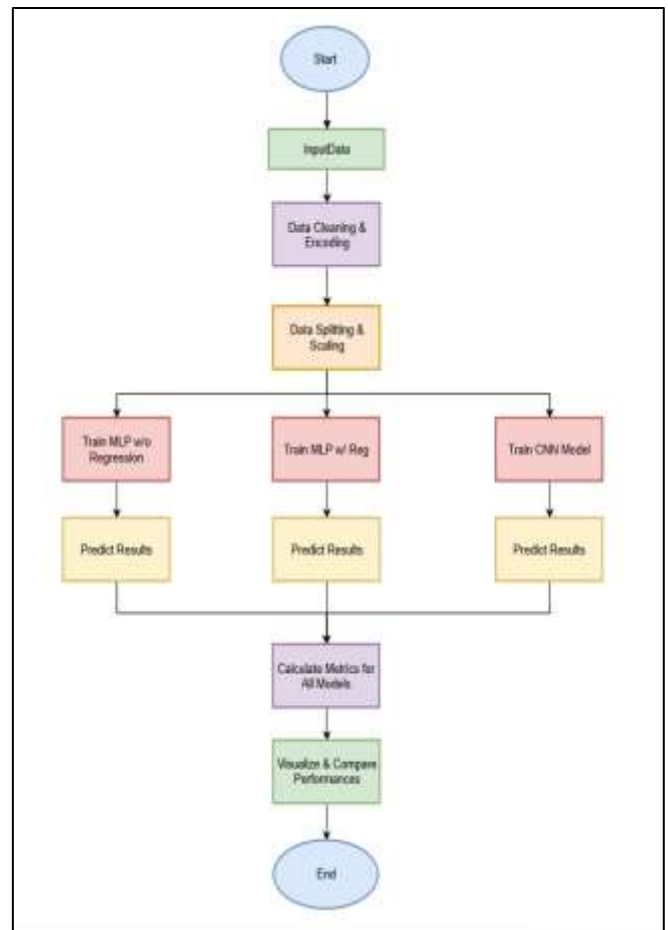 Start
InputData
Data Cleaning &
Encoding
Data Splitting &
Scaling
Train MLP w/o
Regression
Train MLP w/ Reg
Train CNN Model
Predict Results
Predict Results
Predict Results
Calculate Metrics for
All Models
Visualize & Compare
Performances
End